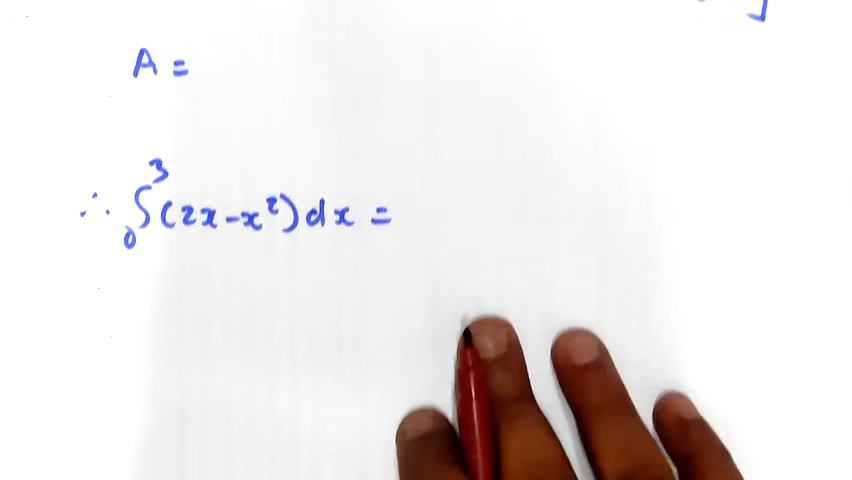 A =
∴ ∫₀³(2x-x²)dx =